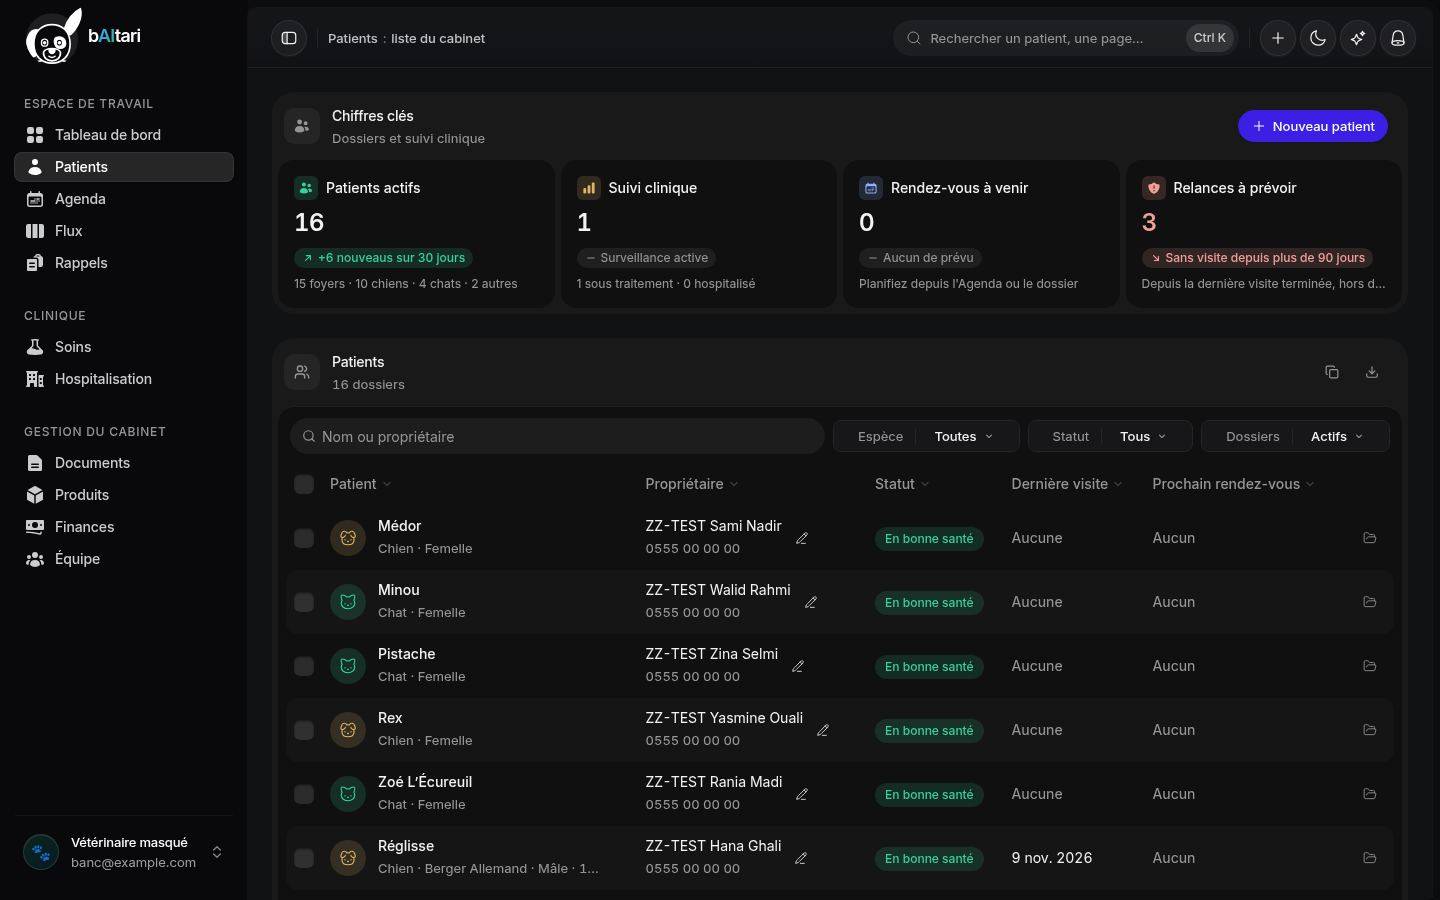 bAItari
ESPACE DE TRAVAIL
Tableau de bord
Patients
Agenda
Flux
Rappels
CLINIQUE
Soins
Hospitalisation
GESTION DU CABINET
Documents
Produits
Finances
Équipe
Vétérinaire masqué
banc@example.com
Patients : liste du cabinet
Rechercher un patient, une page...
Ctrl K
Chiffres clés
Dossiers et suivi clinique
Nouveau patient
Patients actifs
16
+6 nouveaus sur 30 jours
15 foyers · 10 chiens · 4 chats · 2 autres
Suivi clinique
1
Surveillance active
1 sous traitement · 0 hospitalisé
Rendez-vous à venir
0
Aucun de prévu
Planifiez depuis l'Agenda ou le dossier
Relances à prévoir
3
Sans visite depuis plus de 90 jours
Depuis la dernière visite terminée, hors d...
Patients
16 dossiers
Nom ou propriétaire
Espèce Toutes
Statut Tous
Dossiers Actifs
Patient Propriétaire Statut Dernière visite Prochain rendez-vous
Médor
Chien · Femelle
ZZ-TEST Sami Nadir
0555 00 00 00
En bonne santé
Aucune
Aucun
Minou
Chat · Femelle
ZZ-TEST Walid Rahmi
0555 00 00 00
En bonne santé
Aucune
Aucun
Pistache
Chat · Femelle
ZZ-TEST Zina Selmi
0555 00 00 00
En bonne santé
Aucune
Aucun
Rex
Chien · Femelle
ZZ-TEST Yasmine Ouali
0555 00 00 00
En bonne santé
Aucune
Aucun
Zoé L’Écureuil
Chat · Femelle
ZZ-TEST Rania Madi
0555 00 00 00
En bonne santé
Aucune
Aucun
Réglisse
Chien · Berger Allemand · Mâle · 1...
ZZ-TEST Hana Ghali
0555 00 00 00
En bonne santé
9 nov. 2026
Aucun